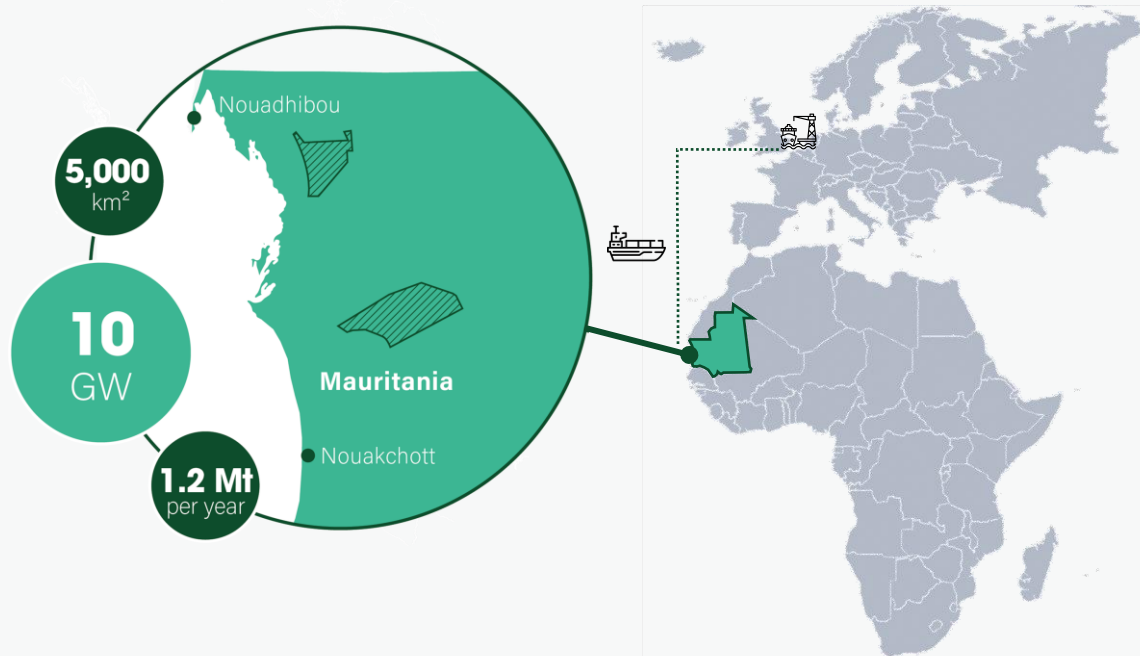 Nouadhibou
5,000
km²
10
GW
Mauritania
Nouakchott
1.2 Mt
per year